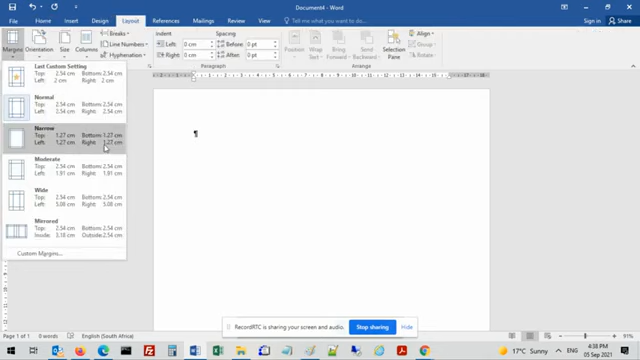 Document4 - Word
Sign in
File Home Insert Design Layout References Mailings Review View Help Tell me what you want to do
Share
Margins
Orientation
Size
Columns
Breaks
Line Numbers
Hyphenation
Indent
Left: 0 cm
Right: 0 cm
Spacing
Before: 0 pt
After: 0 pt
Paragraph
Position
Wrap Text
Selection Pane
Align
Arrange
Last Custom Setting
Top: 2.54 cm Bottom: 2.54 cm
Left: 2 cm Right: 2 cm
Normal
Top: 2.54 cm Bottom: 2.54 cm
Left: 2.54 cm Right: 2.54 cm
Narrow
Top: 1.27 cm Bottom: 1.27 cm
Left: 1.27 cm Right: 1.27 cm
Moderate
Top: 2.54 cm Bottom: 2.54 cm
Left: 1.91 cm Right: 1.91 cm
Wide
Top: 2.54 cm Bottom: 2.54 cm
Left: 5.08 cm Right: 5.08 cm
Mirrored
Top: 2.54 cm Bottom: 2.54 cm
Inside: 3.18 cm Outside: 2.54 cm
Custom Margins...
¶
RecordRTC is sharing your screen and audio.
Stop sharing
Hide
Page 1 of 1 0 words English (South Africa)
91%
17°C Sunny
ENG
4:38 PM
05 Sep 2021